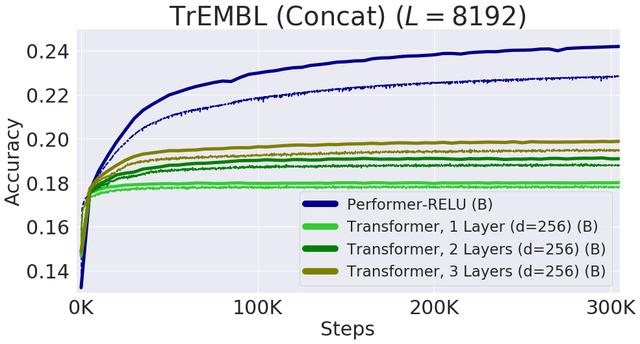 TrEMBL (Concat) (L = 8192)
0.24
0.22
0.20
0.18
0.16
0.14
Accuracy
Performer-RELU (B)
Transformer, 1 Layer (d=256) (B)
Transformer, 2 Layers (d=256) (B)
Transformer, 3 Layers (d=256) (B)
0K 100K 200K 300K
Steps